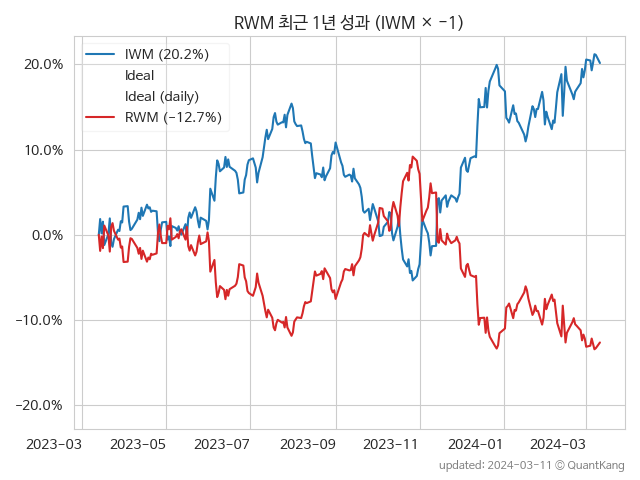 RWM 최근 1년 성과 (IWM × −1)
IWM (20.2%)
Ideal
Ideal (daily)
RWM (−12.7%)
20.0%
10.0%
0.0%
−10.0%
−20.0%
2023−03 2023−05 2023−07 2023−09 2023−11 2024−01 2024−03
updated: 2024-03-11 © QuantKang